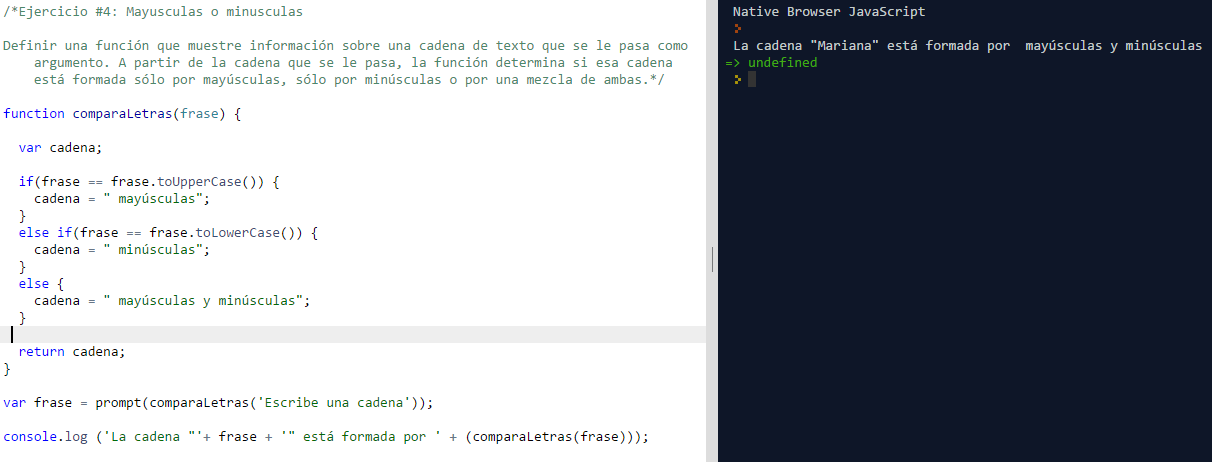 /*Ejercicio #4: Mayusculas o minusculas
Definir una función que muestre información sobre una cadena de texto que se le pasa como
argumento. A partir de la cadena que se le pasa, la función determina si esa cadena
está formada sólo por mayúsculas, sólo por minúsculas o por una mezcla de ambas.*/
function comparaLetras(frase) {
var cadena;
if(frase == frase.toUpperCase()) {
cadena = " mayúsculas";
}
else if(frase == frase.toLowerCase()) {
cadena = " minúsculas";
}
else {
cadena = " mayúsculas y minúsculas";
}
return cadena;
}
var frase = prompt(comparaLetras('Escribe una cadena'));
console.log ('La cadena "'+ frase + '" está formada por ' + (comparaLetras(frase)));
Native Browser JavaScript
La cadena "Mariana" está formada por  mayúsculas y minúsculas
=> undefined